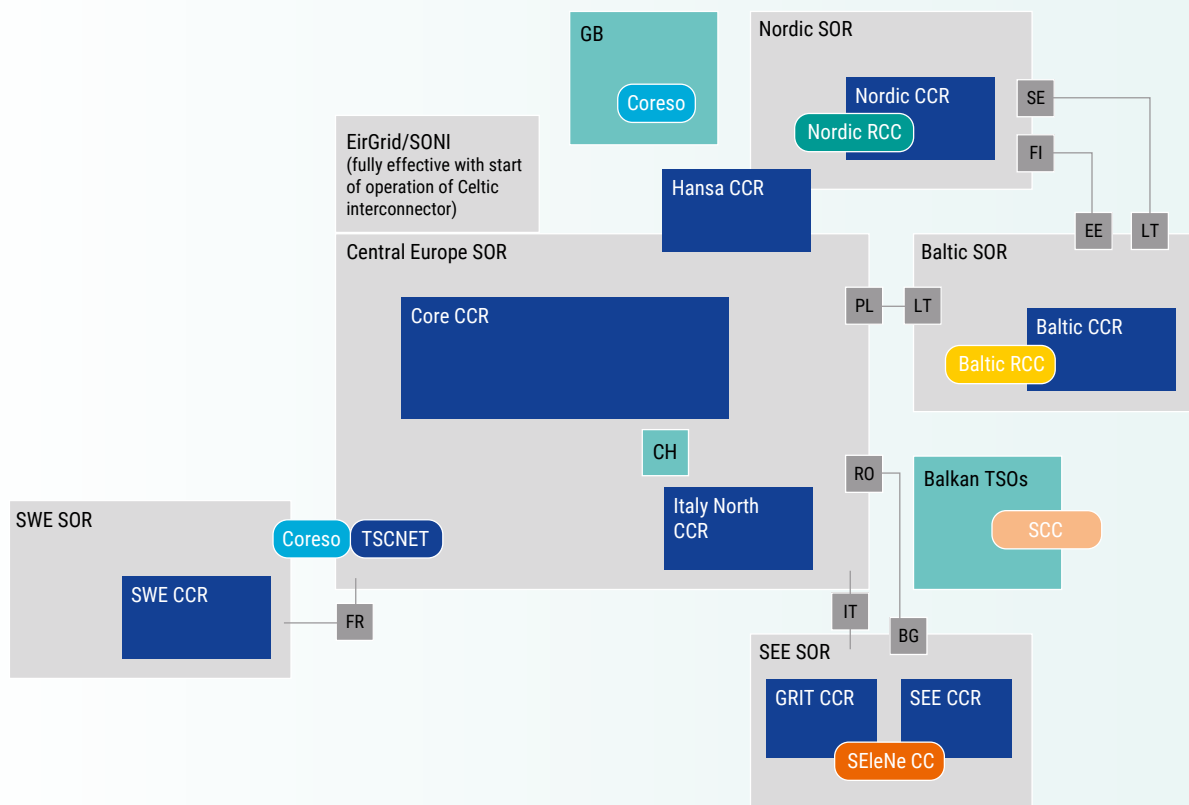 GB
Coreso
Nordic SOR
Nordic CCR
Nordic RCC
SE
FI
EirGrid/SONI
(fully effective with start
of operation of Celtic
interconnector)
Hansa CCR
Central Europe SOR
Core CCR
PL
LT
EE
LT
Baltic SOR
Baltic CCR
Baltic RCC
CH
Italy North
CCR
RO
Balkan TSOs
SCC
SWE SOR
Coreso
TSCNET
SWE CCR
FR
IT
BG
SEE SOR
GRIT CCR
SEE CCR
SEleNe CC